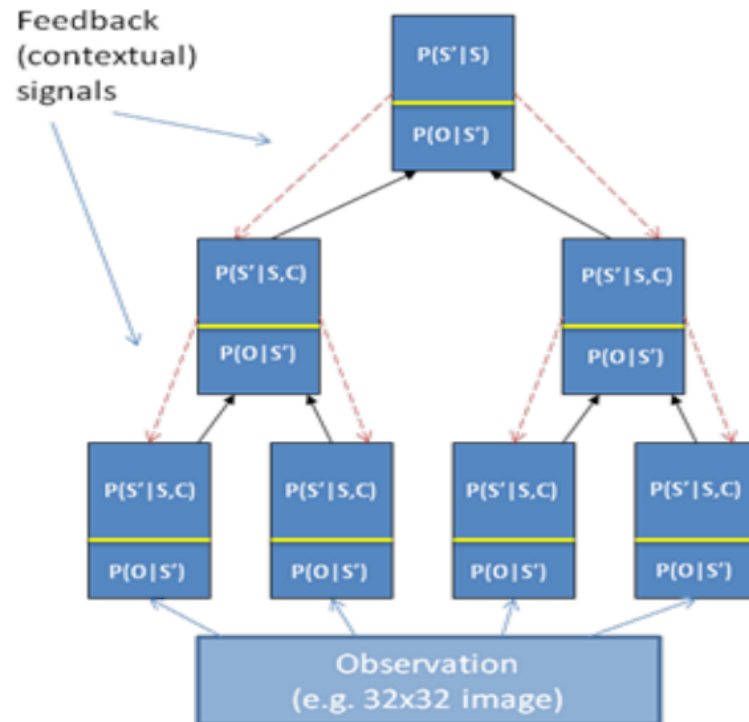 Feedback
(contextual)
signals
P(S'|S)
P(O|S')
P(S'|S,C)
P(O|S')
P(S'|S,C)
P(O|S')
P(S'|S,C)
P(O|S')
P(S'|S,C)
P(O|S')
P(S'|S,C)
P(O|S')
P(S'|S,C)
P(O|S')
Observation
(e.g. 32x32 image)